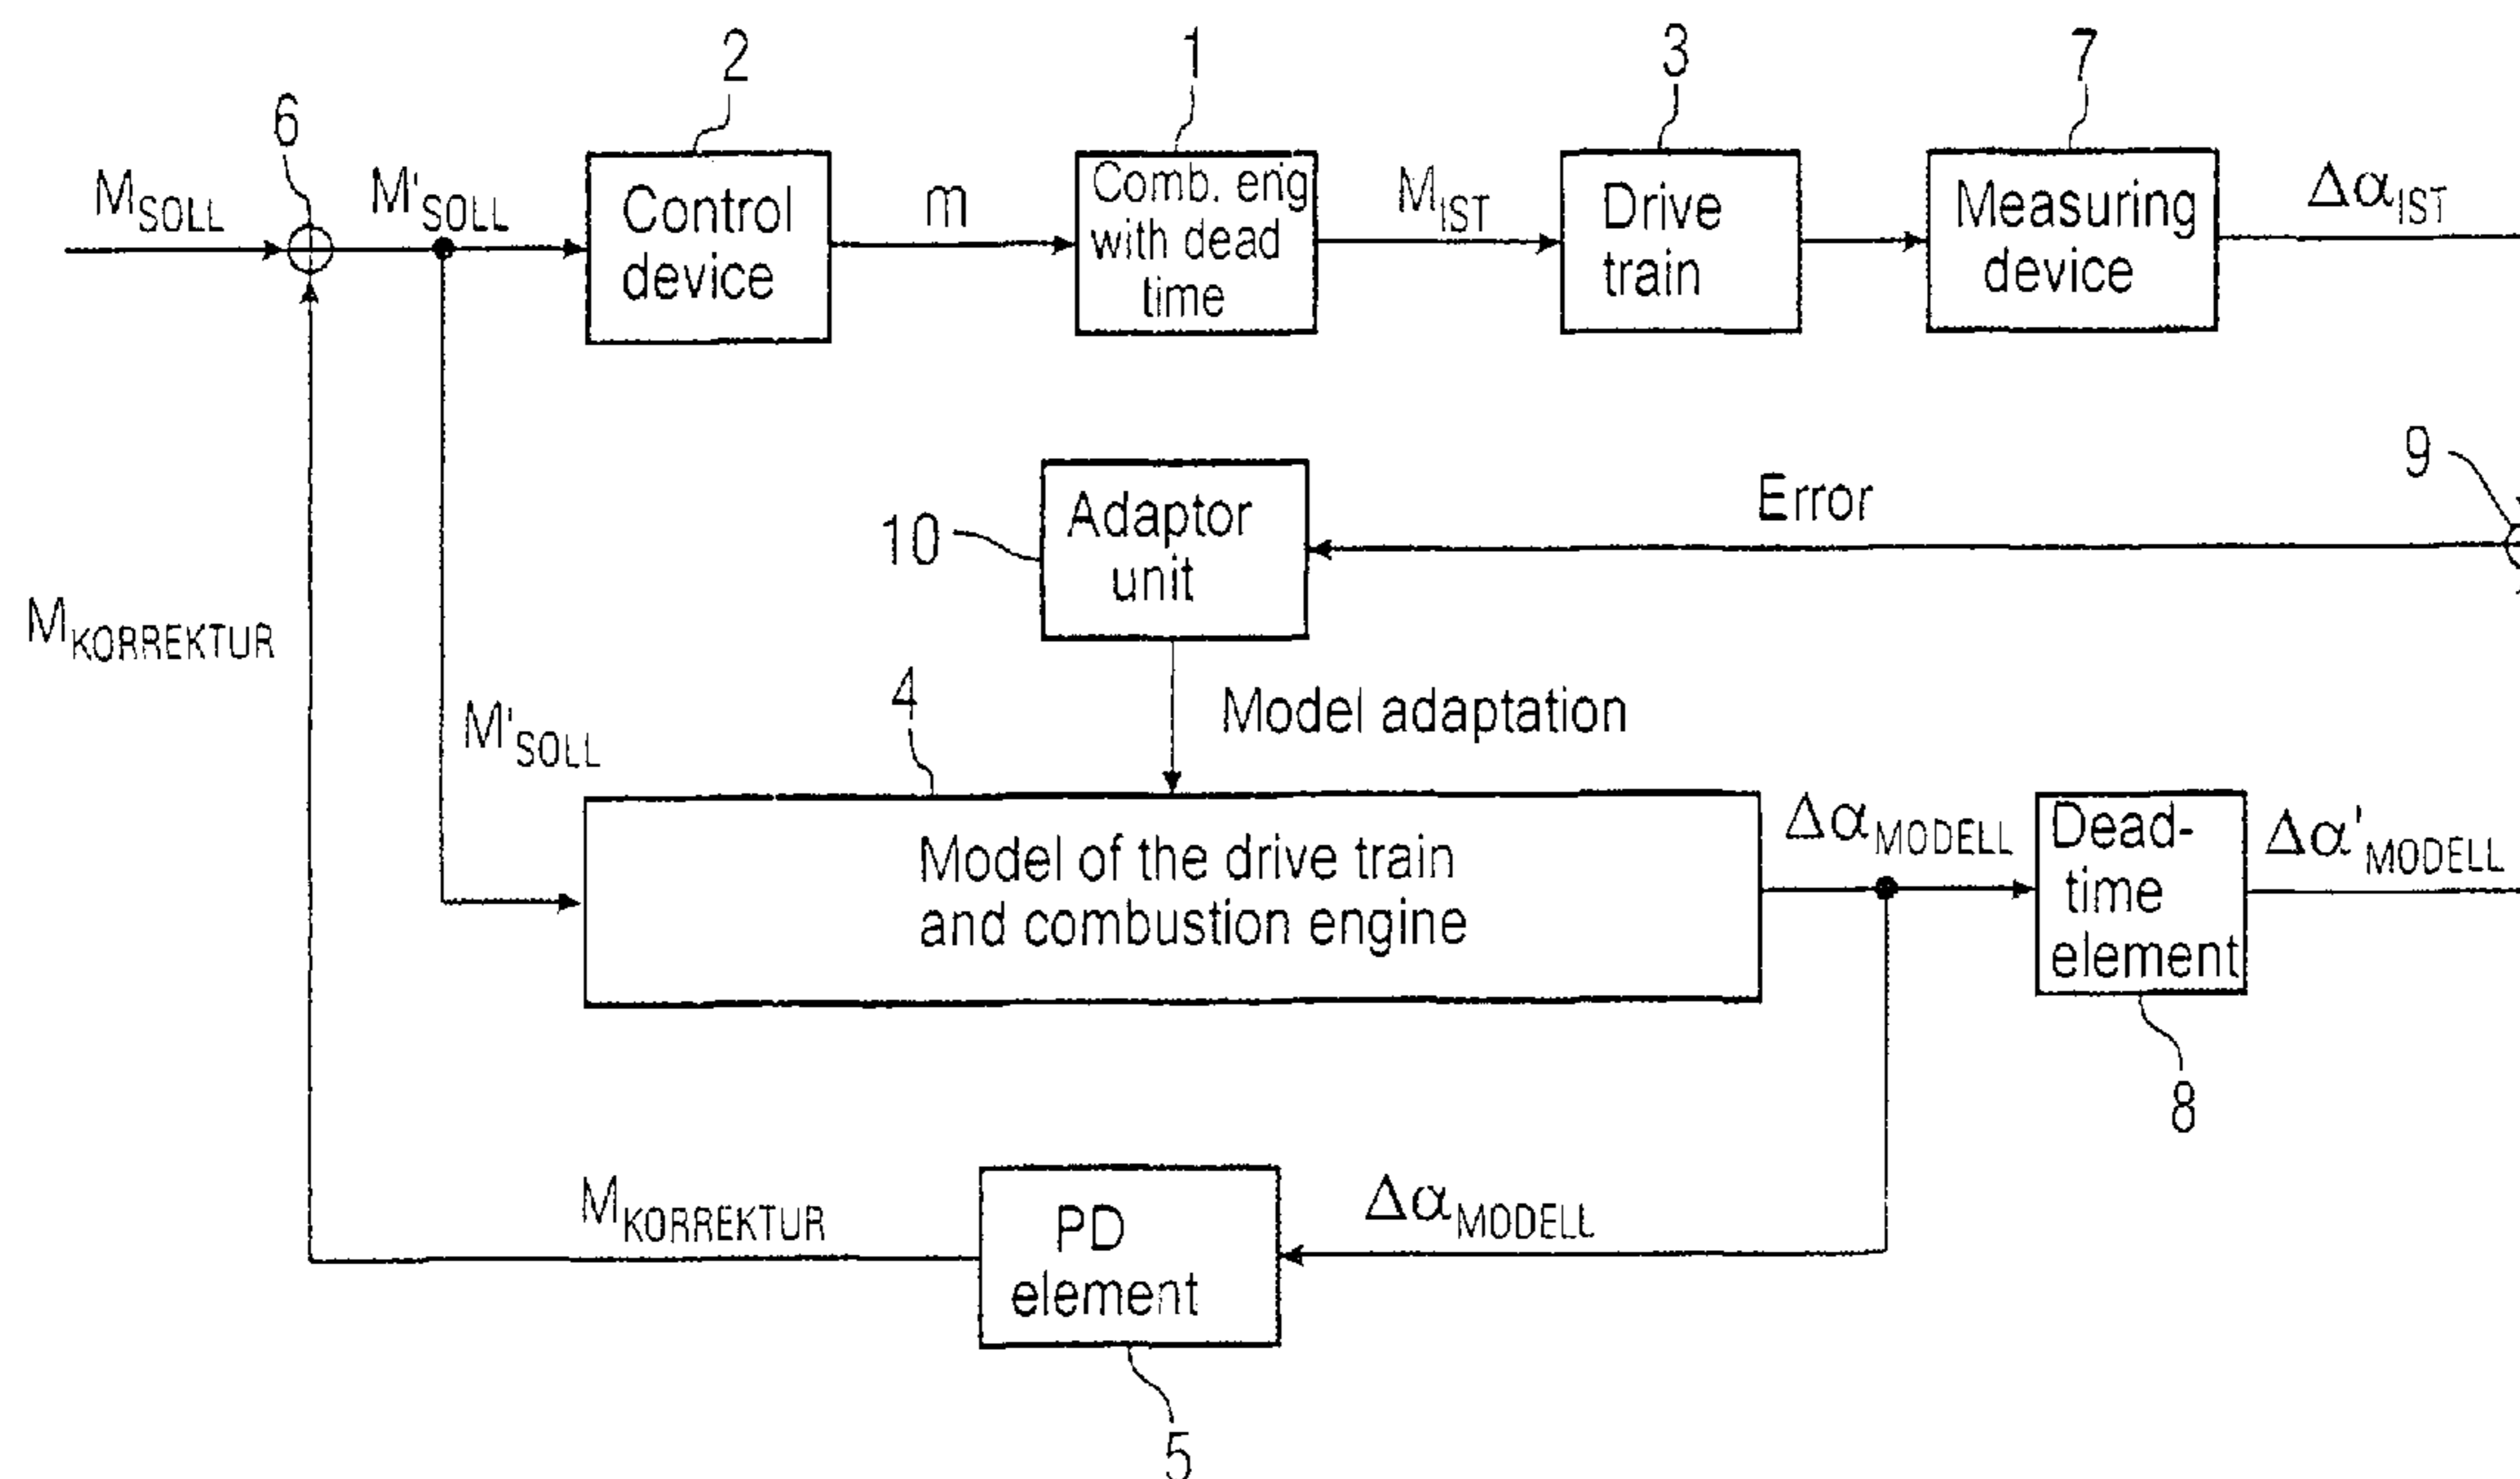 2
1
3
7
6
M_SOLL
M'_SOLL
Control
device
m
Comb. eng
with dead
time
M_IST
Drive
train
Measuring
device
Δα_IST
9
Error
Adaptor
unit
10
M_KORREKTUR
4
Model adaptation
M'_SOLL
Model of the drive train
and combustion engine
Δα_MODELL
Dead-
time
element
Δα'_MODELL
8
M_KORREKTUR
PD
element
Δα_MODELL
5